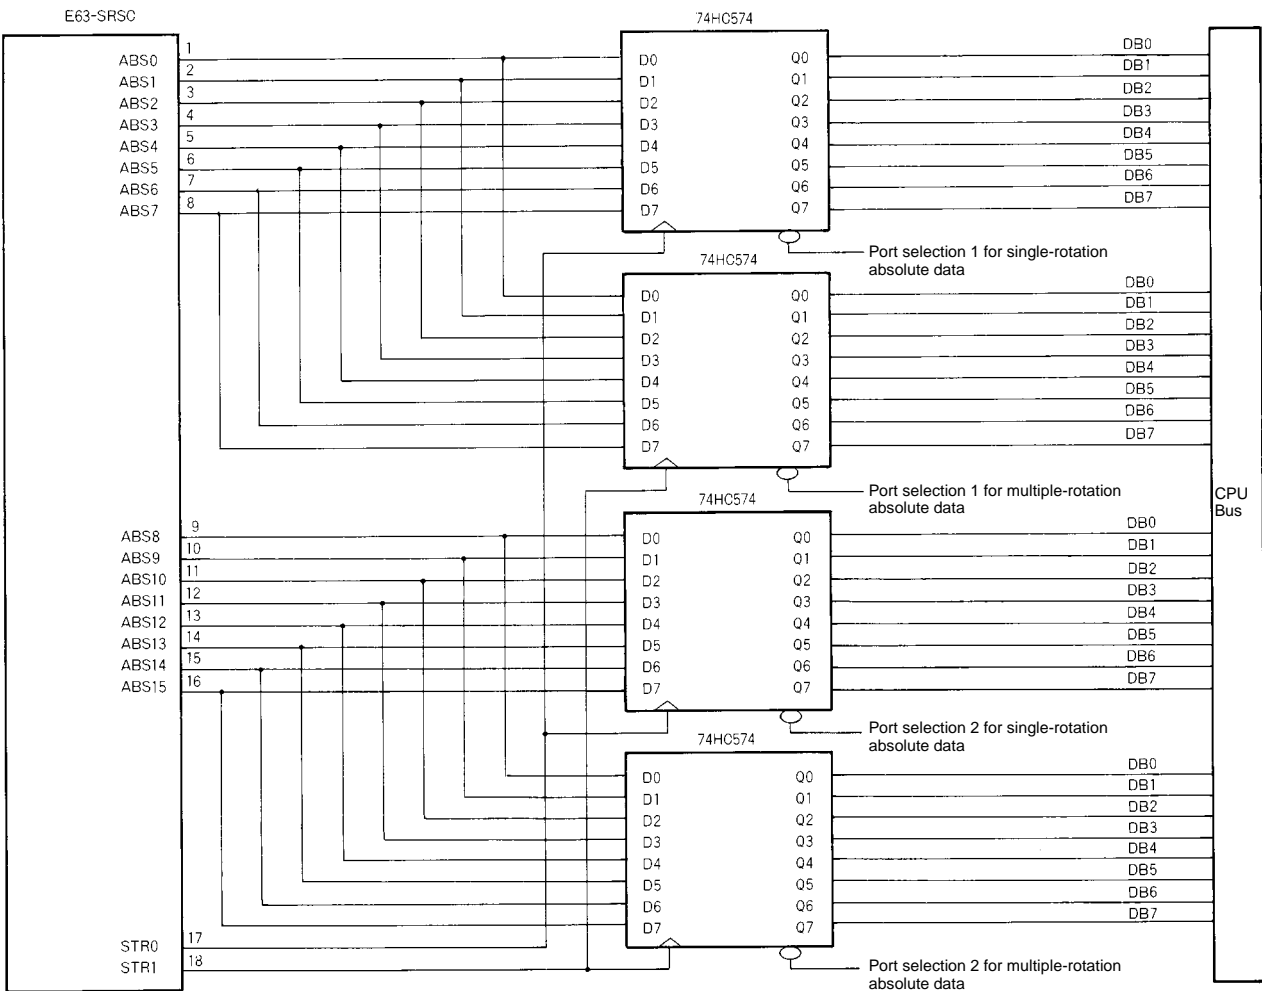 E63-SRSC
74HC574
ABS0 1 D0 Q0 DB0
ABS1 2 D1 Q1 DB1
ABS2 3 D2 Q2 DB2
ABS3 4 D3 Q3 DB3
ABS4 5 D4 Q4 DB4
ABS5 6 D5 Q5 DB5
ABS6 7 D6 Q6 DB6
ABS7 8 D7 Q7 DB7
Port selection 1 for single-rotation
absolute data
74HC574
D0 Q0 DB0
D1 Q1 DB1
D2 Q2 DB2
D3 Q3 DB3
D4 Q4 DB4
D5 Q5 DB5
D6 Q6 DB6
D7 Q7 DB7
Port selection 1 for multiple-rotation
absolute data
CPU
Bus
74HC574
ABS8 9 D0 Q0 DB0
ABS9 10 D1 Q1 DB1
ABS10 11 D2 Q2 DB2
ABS11 12 D3 Q3 DB3
ABS12 13 D4 Q4 DB4
ABS13 14 D5 Q5 DB5
ABS14 15 D6 Q6 DB6
ABS15 16 D7 Q7 DB7
Port selection 2 for single-rotation
absolute data
74HC574
D0 Q0 DB0
D1 Q1 DB1
D2 Q2 DB2
D3 Q3 DB3
D4 Q4 DB4
D5 Q5 DB5
D6 Q6 DB6
D7 Q7 DB7
STR0 17
STR1 18
Port selection 2 for multiple-rotation
absolute data